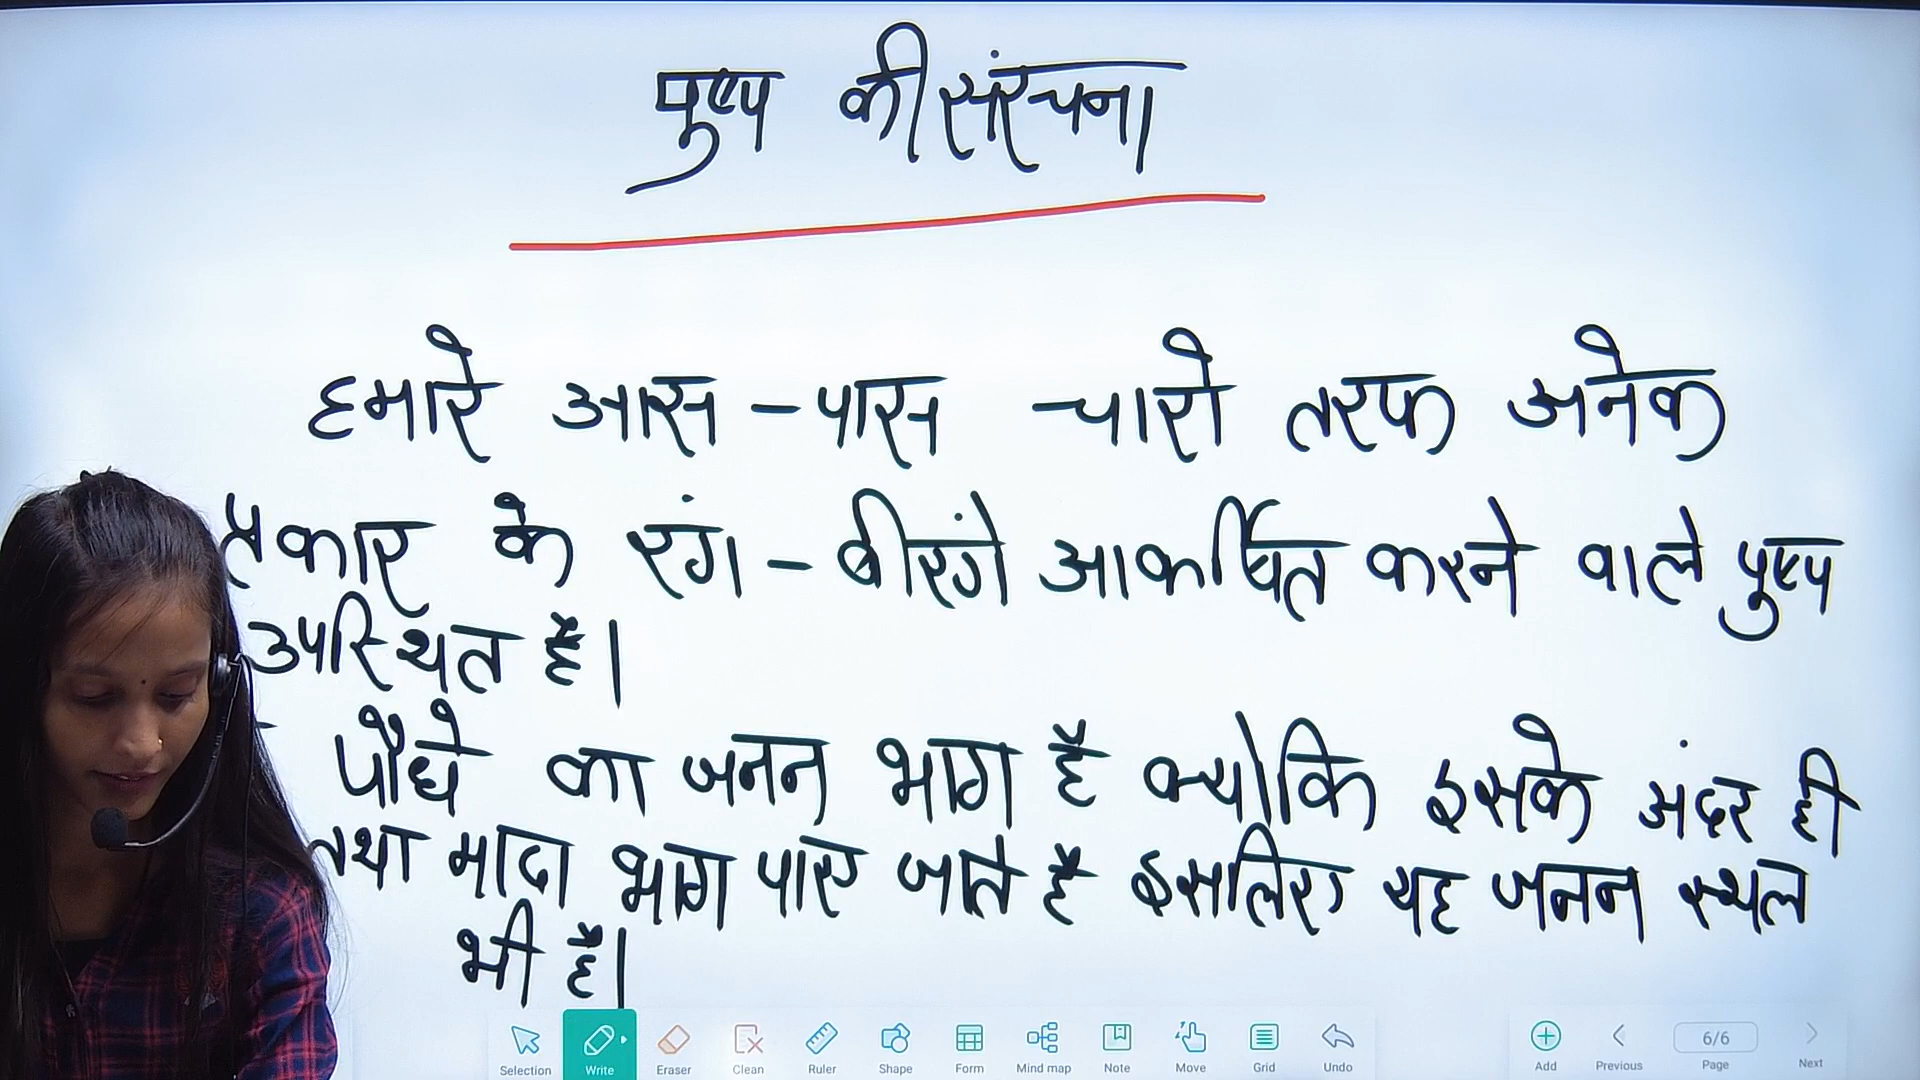 पुष्प की संरचना
हमारे आस - पास चारो तरफ अनेक
प्रकार के रंग - बीरंगे आकर्षित करने वाले पुष्प
उपस्थित है।
पौधे का जनन भाग है क्योकि इसके अंदर ही
तथा मादा भाग पाए जाते है इसलिए यह जनन स्थल
भी है।
Selection Write Eraser Clean Ruler Shape Form Mind map Note Move Grid Undo Add Previous 6/6 Page Next